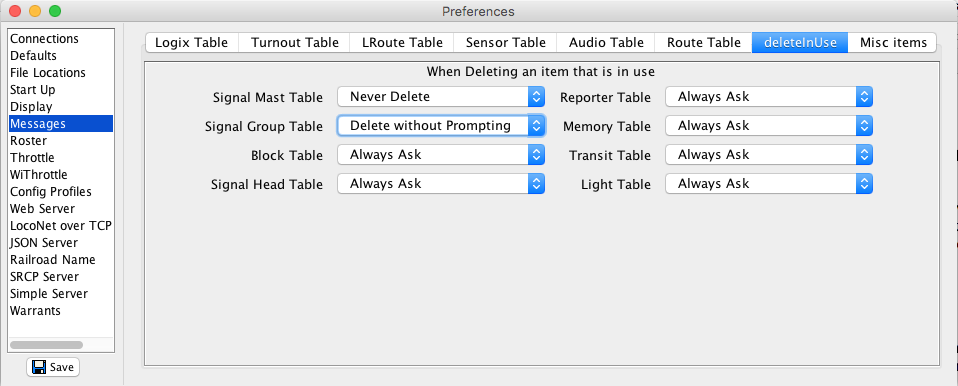 Preferences
Connections
Defaults
File Locations
Start Up
Display
Messages
Roster
Throttle
WiThrottle
Config Profiles
Web Server
LocoNet over TCP
JSON Server
Railroad Name
SRCP Server
Simple Server
Warrants
Save
Logix Table Turnout Table LRoute Table Sensor Table Audio Table Route Table deleteInUse Misc items
When Deleting an item that is in use
Signal Mast Table Never Delete Reporter Table Always Ask
Signal Group Table Delete without Prompting Memory Table Always Ask
Block Table Always Ask Transit Table Always Ask
Signal Head Table Always Ask Light Table Always Ask